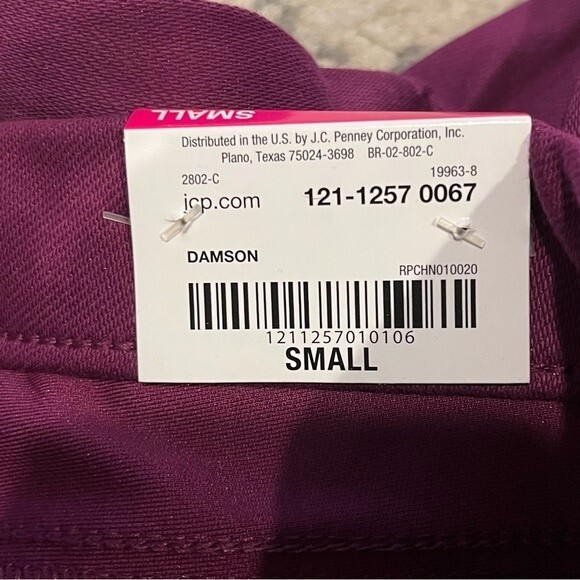 SMALL
Distributed in the U.S. by J.C. Penney Corporation, Inc.
Plano, Texas 75024-3698 BR-02-802-C
2802-C 19963-8
jcp.com 121-1257 0067
DAMSON
RPCHN010020
1211257010106
SMALL